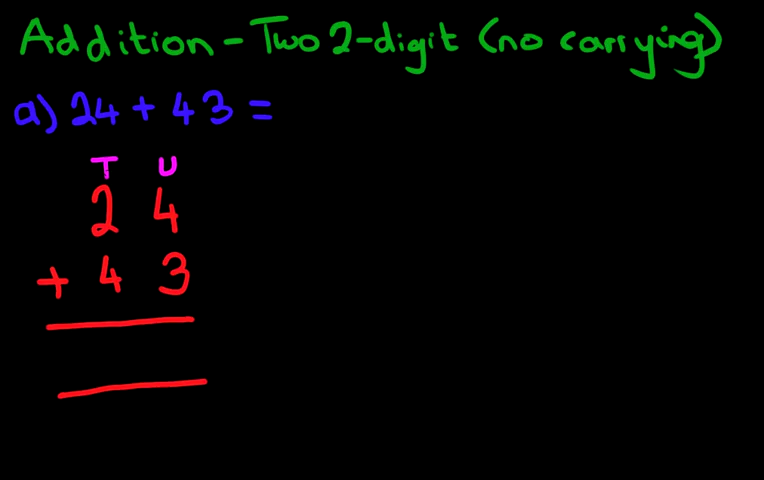 Addition - Two 2-digit (no carrying)
a) 24 + 43 =
T U
2 4
+ 4 3